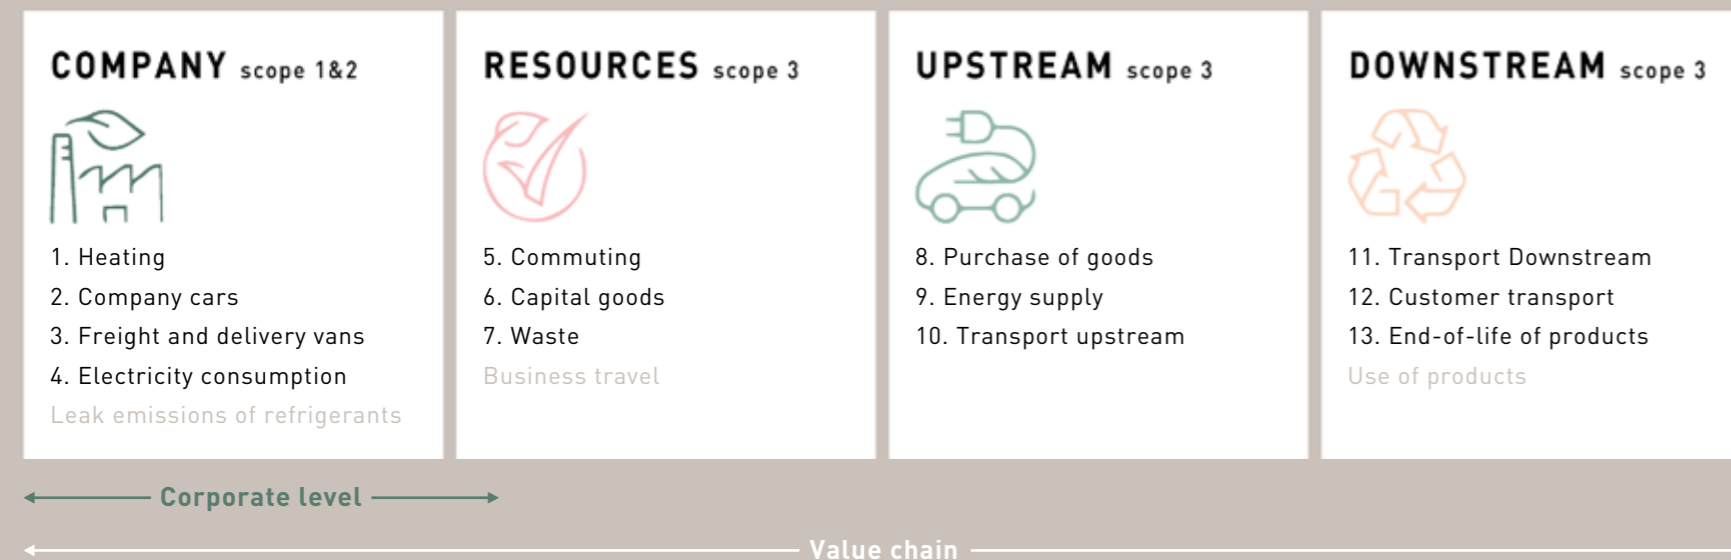 COMPANY scope 1&2
1. Heating
2. Company cars
3. Freight and delivery vans
4. Electricity consumption
Leak emissions of refrigerants
RESOURCES scope 3
5. Commuting
6. Capital goods
7. Waste
Business travel
UPSTREAM scope 3
8. Purchase of goods
9. Energy supply
10. Transport upstream
DOWNSTREAM scope 3
11. Transport Downstream
12. Customer transport
13. End-of-life of products
Use of products
Corporate level
Value chain